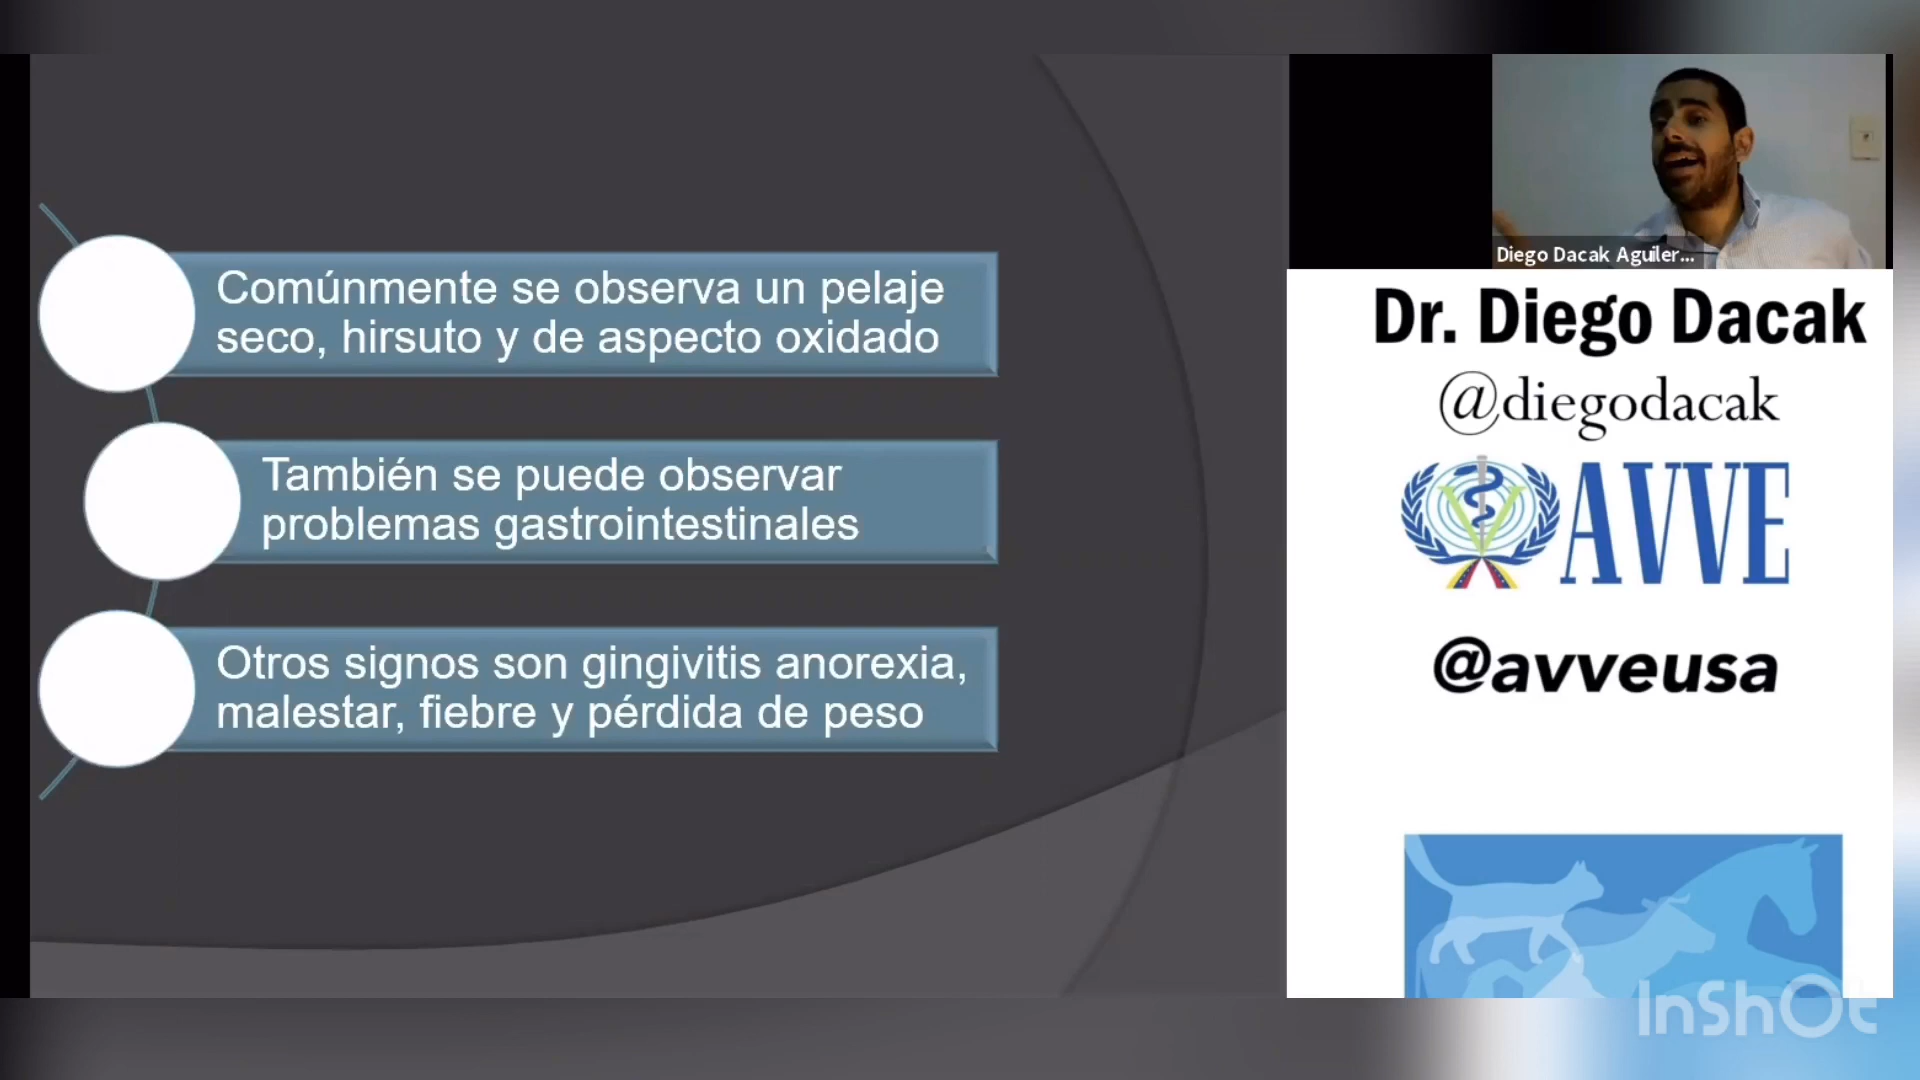 Comúnmente se observa un pelaje
seco, hirsuto y de aspecto oxidado
También se puede observar
problemas gastrointestinales
Otros signos son gingivitis anorexia,
malestar, fiebre y pérdida de peso
Diego Dacak Aguiler...
Dr. Diego Dacak
@diegodacak
AVVE
@avveusa
InShOt